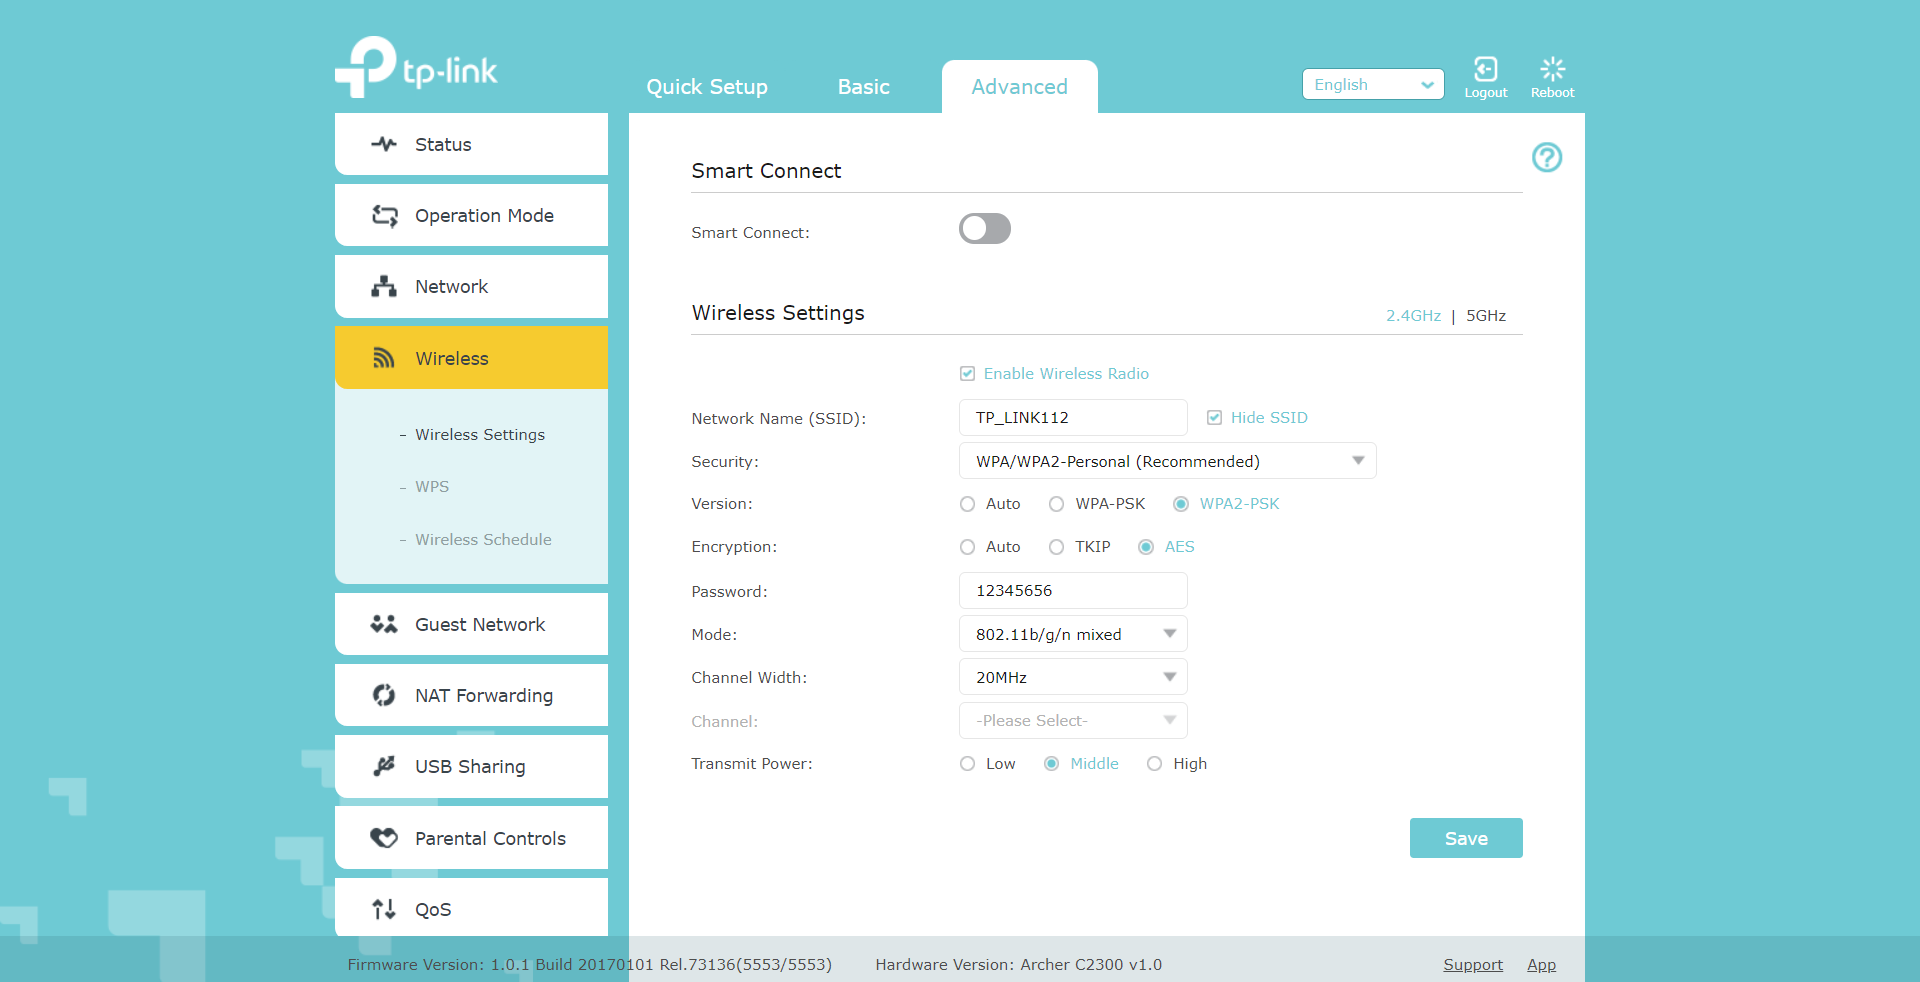 tp-link
Quick Setup
Basic
Advanced
English
Logout
Reboot
Status
Operation Mode
Network
Wireless
- Wireless Settings
- WPS
- Wireless Schedule
Guest Network
NAT Forwarding
USB Sharing
Parental Controls
QoS
Smart Connect
Smart Connect:
Wireless Settings
2.4GHz | 5GHz
Enable Wireless Radio
Network Name (SSID): TP_LINK112 Hide SSID
Security: WPA/WPA2-Personal (Recommended)
Version: Auto WPA-PSK WPA2-PSK
Encryption: Auto TKIP AES
Password: 12345656
Mode: 802.11b/g/n mixed
Channel Width: 20MHz
Channel: -Please Select-
Transmit Power: Low Middle High
Save
Firmware Version: 1.0.1 Build 20170101 Rel.73136(5553/5553) Hardware Version: Archer C2300 v1.0 Support App